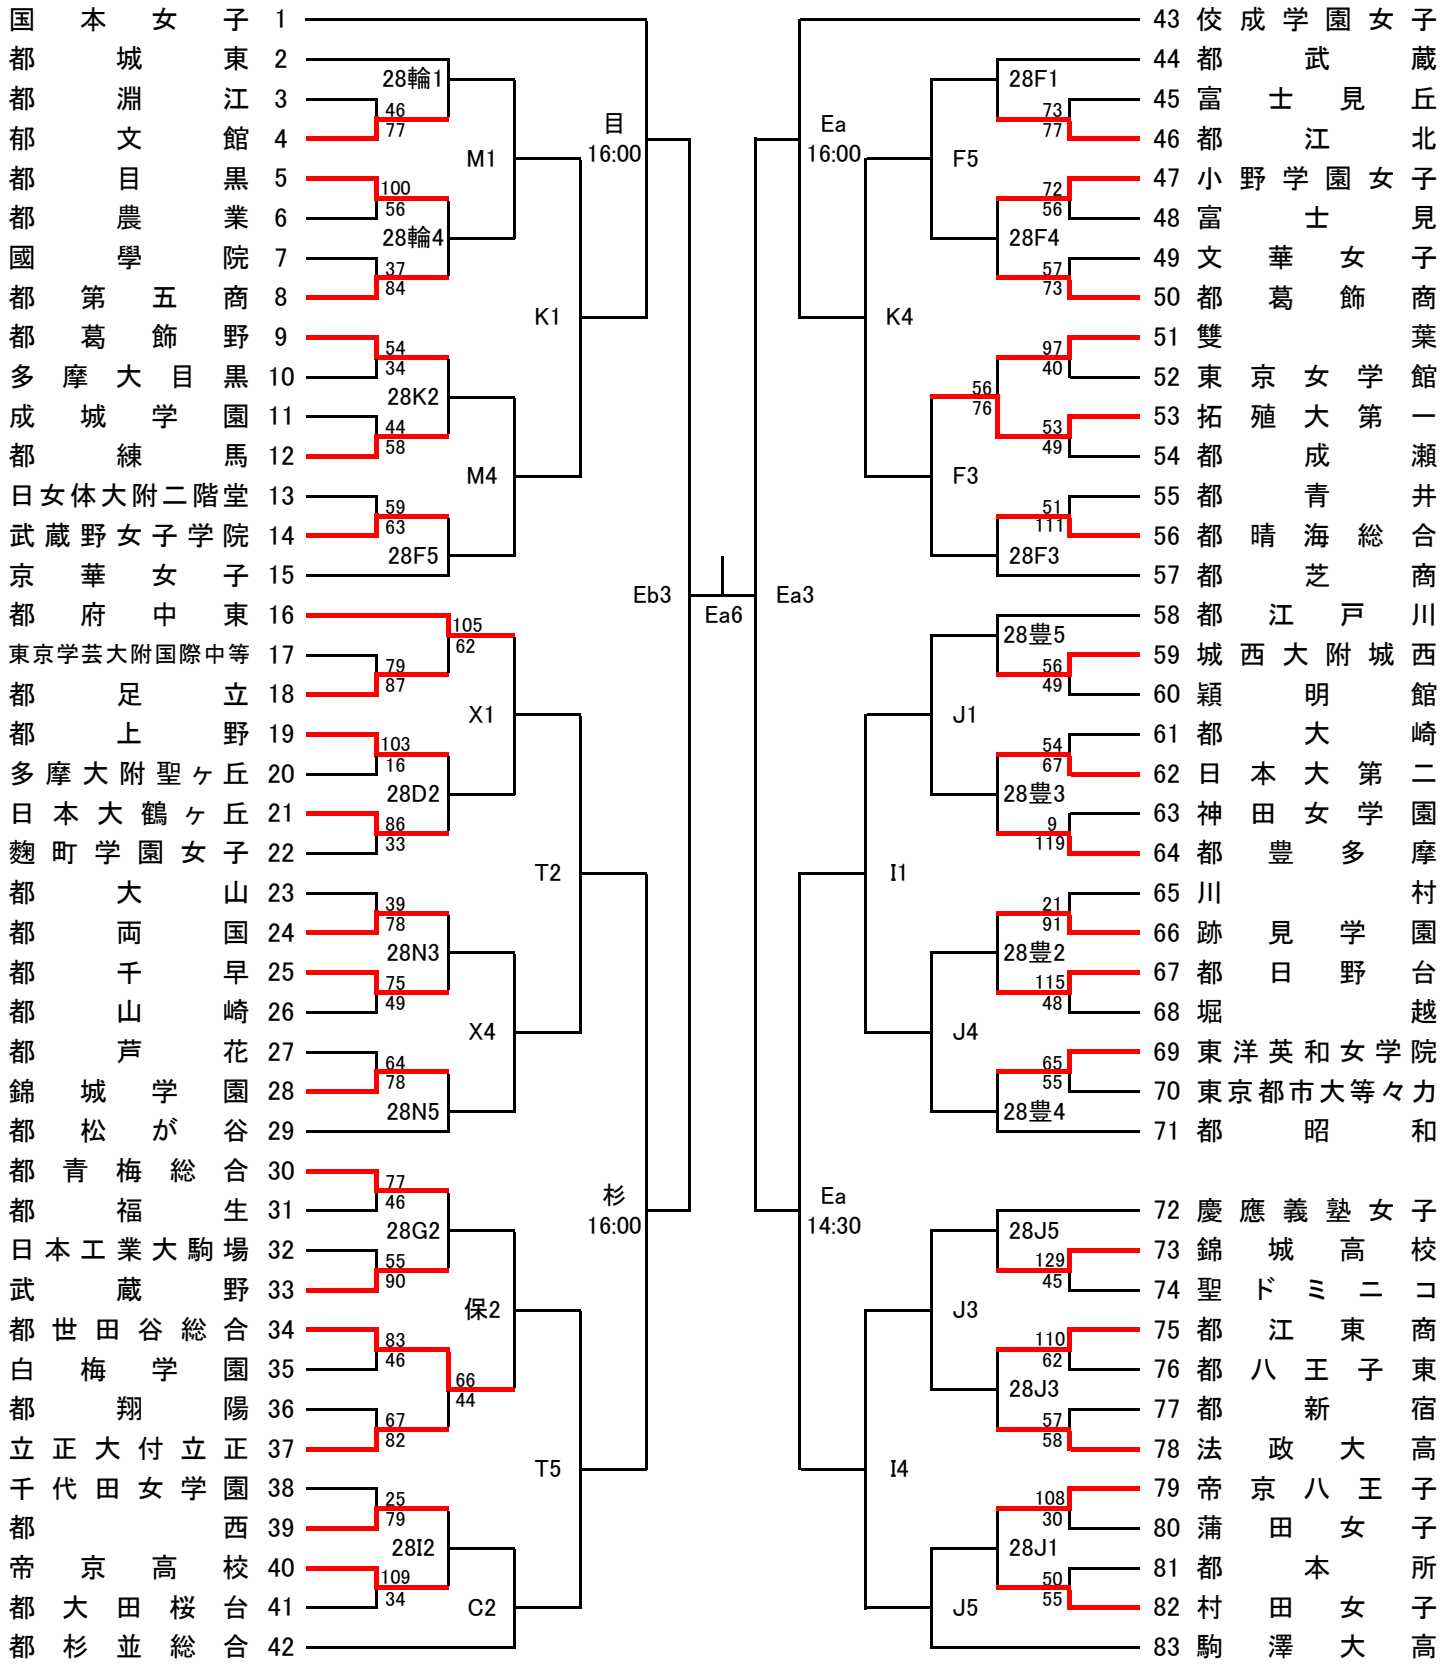 国本女子 1
都城東 2
28輪1
都淵江 3
46
郁文館 4
77
目
16:00
M1
都目黒 5
100
都農業 6
56
28輪4
國學院 7
37
都第五商 8
84
K1
都葛飾野 9
54
多摩大目黒 10
34
28K2
成城学園 11
44
都練馬 12
58
M4
日女体大附二階堂 13
59
武蔵野女子学院 14
63
28F5
京華女子 15
Eb3
都府中東 16
105
62
東京学芸大附国際中等 17
79
都足立 18
87
X1
都上野 19
103
多摩大附聖ヶ丘 20
16
28D2
日本大鶴ヶ丘 21
86
麴町学園女子 22
33
T2
都大山 23
39
都両国 24
78
28N3
都千早 25
75
都山崎 26
49
X4
都芦花 27
64
錦城学園 28
78
28N5
都松が谷 29
都青梅総合 30
77
杉
16:00
都福生 31
46
28G2
日本工業大駒場 32
55
武蔵野 33
90
保2
都世田谷総合 34
83
白梅学園 35
46
66
44
都翔陽 36
67
立正大付立正 37
82
T5
千代田女学園 38
25
都西 39
79
28I2
帝京高校 40
109
都大田桜台 41
34
C2
都杉並総合 42
Ea6
43 佼成学園女子
44 都武蔵
28F1
45 富士見丘
73
46 都江北
77
Ea
16:00
F5
47 小野学園女子
72
48 富士見
56
28F4
49 文華女子
57
50 都葛飾商
73
K4
51 雙葉
97
52 東京女学館
40
56
76
53 拓殖大第一
53
54 都成瀬
49
F3
55 都青井
51
56 都晴海総合
111
28F3
57 都芝商
Ea3
58 都江戸川
28豊5
59 城西大附城西
56
60 穎明館
49
J1
61 都大崎
54
62 日本大第二
67
28豊3
63 神田女学園
9
64 都豊多摩
119
I1
65 川村
21
66 跡見学園
91
28豊2
67 都日野台
115
68 堀越
48
J4
69 東洋英和女学院
65
70 東京都市大等々力
55
28豊4
71 都昭和
Ea
14:30
72 慶應義塾女子
28J5
73 錦城高校
129
74 聖ドミニコ
45
J3
75 都江東商
110
76 都八王子東
62
28J3
77 都新宿
57
78 法政大高
58
I4
79 帝京八王子
108
80 蒲田女子
30
28J1
81 都本所
50
82 村田女子
55
J5
83 駒澤大高